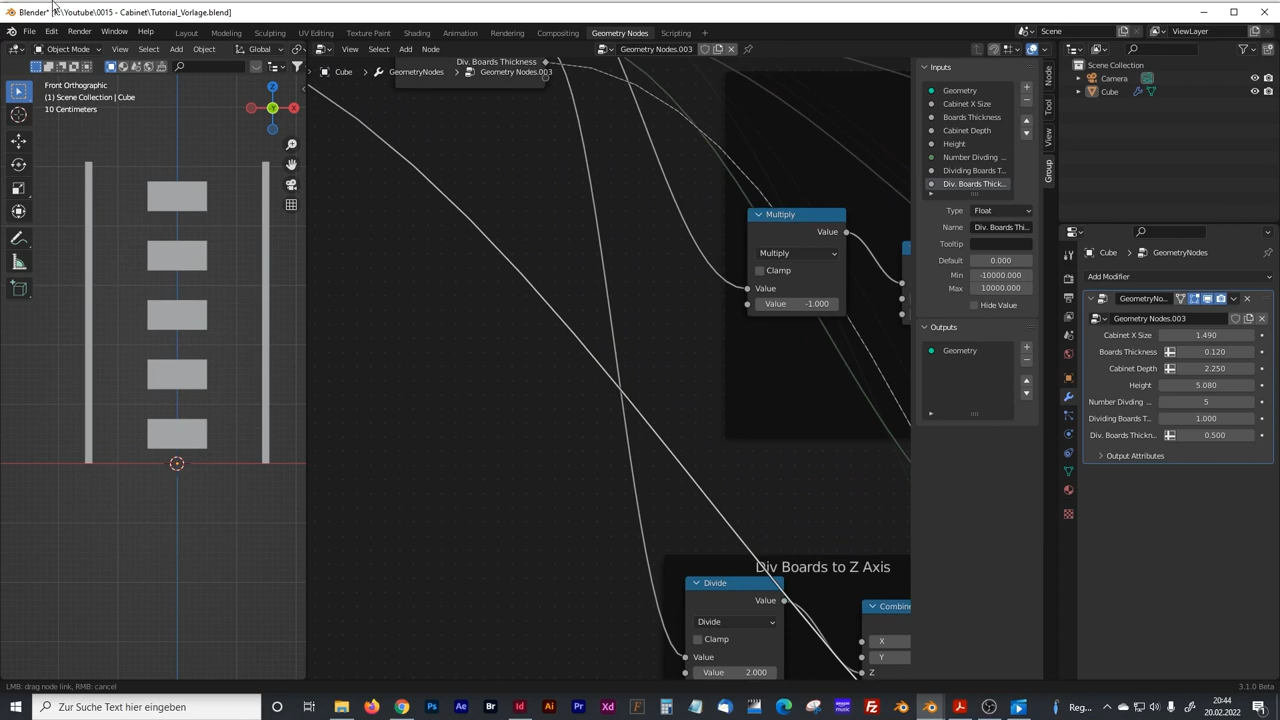 Blender* [E:\Youtube\0015 - Cabinet\Tutorial_Vorlage.blend]
File Edit Render Window Help
Layout Modeling Sculpting UV Editing Texture Paint Shading Animation Rendering Compositing Geometry Nodes Scripting
Scene ViewLayer
Object Mode View Select Add Object Global
View Select Add Node Geometry Nodes.003
Front Orthographic
(1) Scene Collection | Cube
10 Centimeters
Div. Boards Thickness
Cube > GeometryNodes > Geometry Nodes.003
Multiply
Value
Multiply
Clamp
Value
Value -1.000
Div Boards to Z Axis
Divide
Value
Divide
Clamp
Value
Value 2.000
Combine
X
Y
Z
Inputs
Geometry
Cabinet X Size
Boards Thickness
Cabinet Depth
Height
Number Divding ...
Dividing Boards T...
Div. Boards Thick...
Type Float
Name Div. Boards Thi...
Tooltip
Default 0.000
Min -10000.000
Max 10000.000
Hide Value
Outputs
Geometry
Node
Tool
View
Group
Scene Collection
Camera
Cube
Cube > GeometryNodes
Add Modifier
GeometryNo...
Geometry Nodes.003
Cabinet X Size 1.490
Boards Thickness 0.120
Cabinet Depth 2.250
Height 5.080
Number Divding ... 5
Dividing Boards T... 1.000
Div. Boards Thickn... 0.500
Output Attributes
LMB: drag node link, RMB: cancel
3.1.0 Beta
Zur Suche Text hier eingeben
Reg...
20:44
20.02.2022